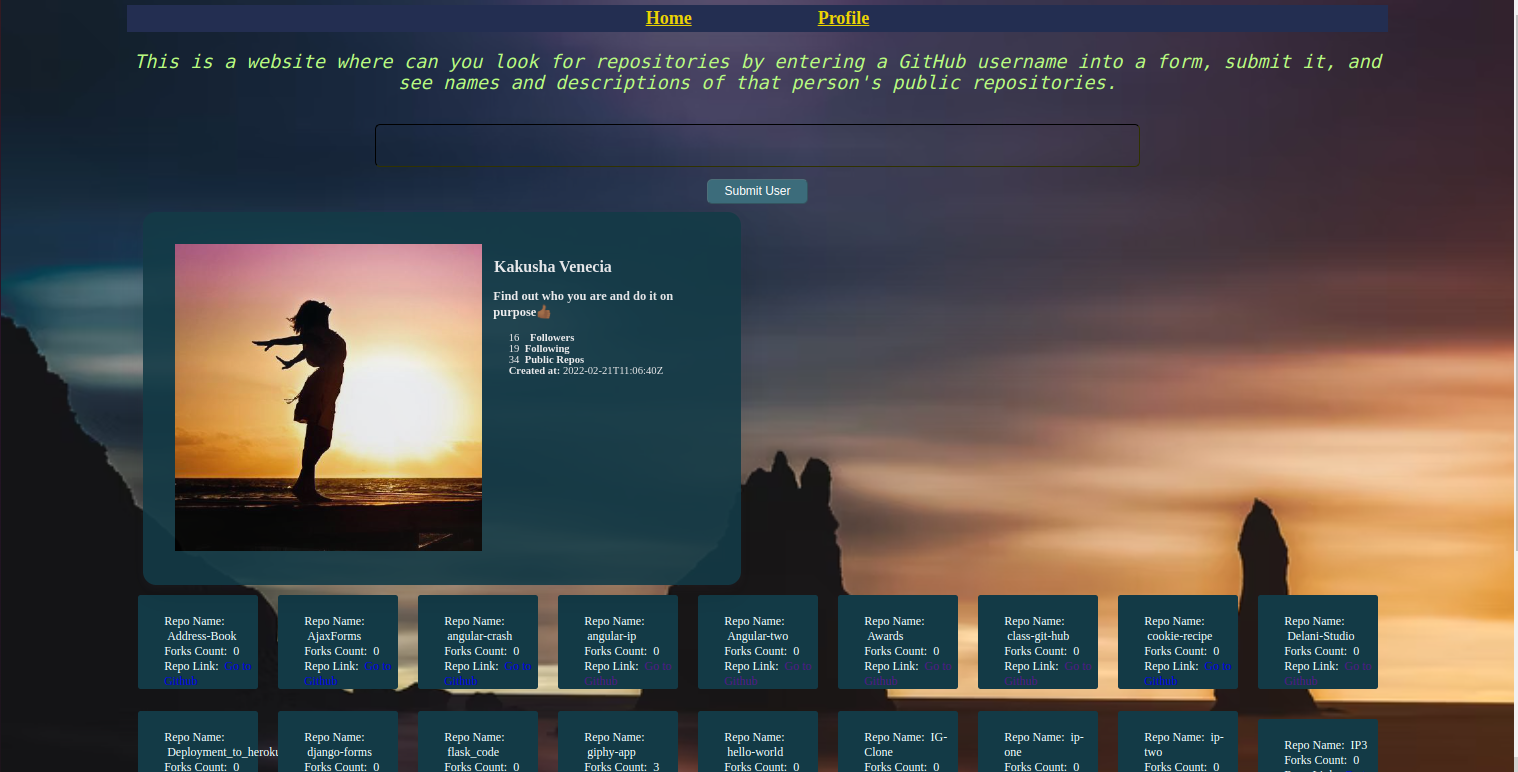 Home Profile
This is a website where can you look for repositories by entering a GitHub username into a form, submit it, and
see names and descriptions of that person's public repositories.
Submit User
Kakusha Venecia
Find out who you are and do it on
purpose👍🏾
16 Followers
19 Following
34 Public Repos
Created at: 2022-02-21T11:06:40Z
Repo Name:
Address-Book
Forks Count: 0
Repo Link: Go to
Github
Repo Name:
AjaxForms
Forks Count: 0
Repo Link: Go to
Github
Repo Name:
angular-crash
Forks Count: 0
Repo Link: Go to
Github
Repo Name:
angular-ip
Forks Count: 0
Repo Link: Go to
Github
Repo Name:
Angular-two
Forks Count: 0
Repo Link: Go to
Github
Repo Name:
Awards
Forks Count: 0
Repo Link: Go to
Github
Repo Name:
class-git-hub
Forks Count: 0
Repo Link: Go to
Github
Repo Name:
cookie-recipe
Forks Count: 0
Repo Link: Go to
Github
Repo Name:
Delani-Studio
Forks Count: 0
Repo Link: Go to
Github
Repo Name:
Deployment_to_heroku
Forks Count: 0
Repo Name:
django-forms
Forks Count: 0
Repo Name:
flask_code
Forks Count: 0
Repo Name:
giphy-app
Forks Count: 3
Repo Name:
hello-world
Forks Count: 0
Repo Name: IG-
Clone
Forks Count: 0
Repo Name: ip-
one
Forks Count: 0
Repo Name: ip-
two
Forks Count: 0
Repo Name: IP3
Forks Count: 0